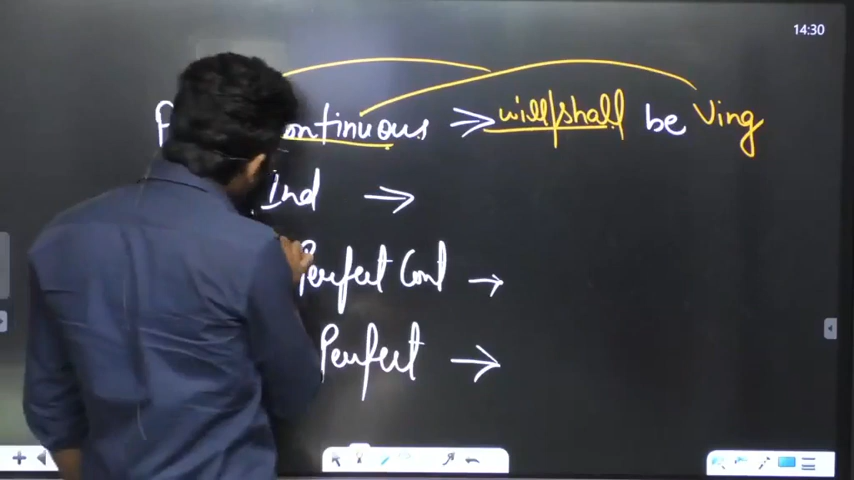 14:30
ontinuous ⇒ will/shall be Ving
Ind →
Perfect Cont →
Perfect →